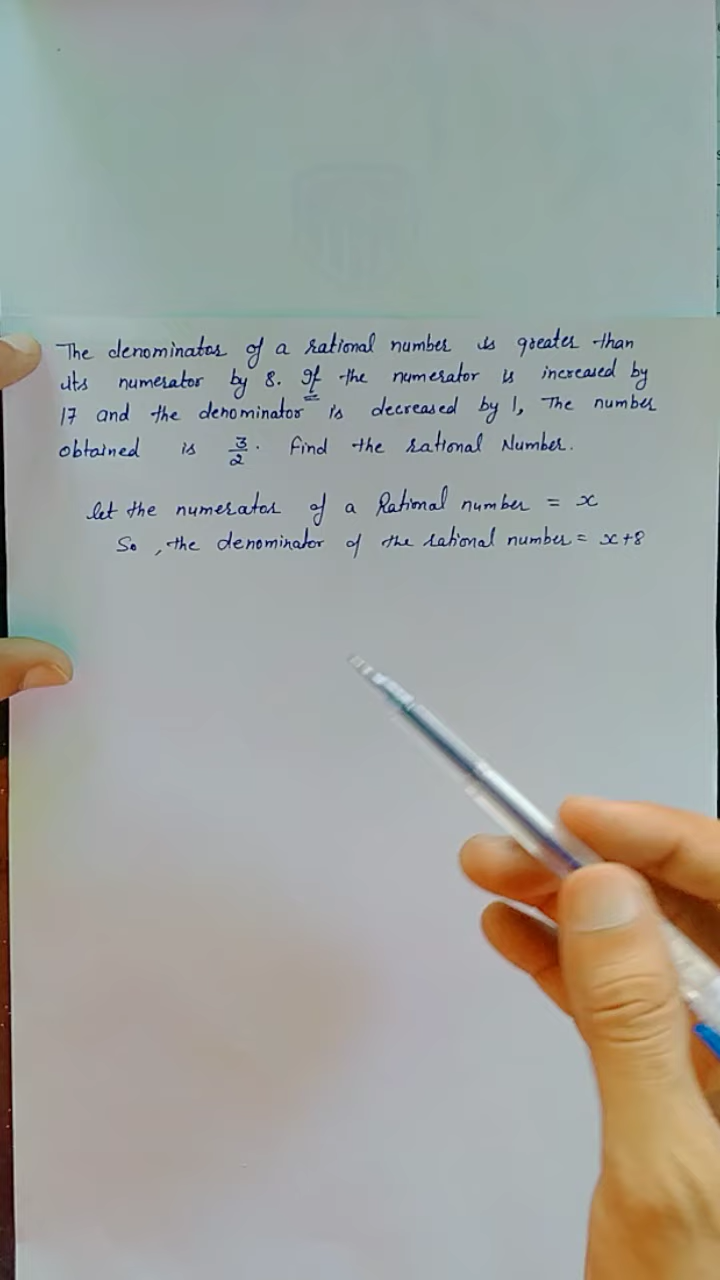 The denominator of a rational number is greater than
its numerator by 8. If the numerator is increased by
17 and the denominator is decreased by 1, The number
obtained is 3/2. Find the rational Number.
let the numerator of a Rational number = x
So, the denominator of the rational number = x+8